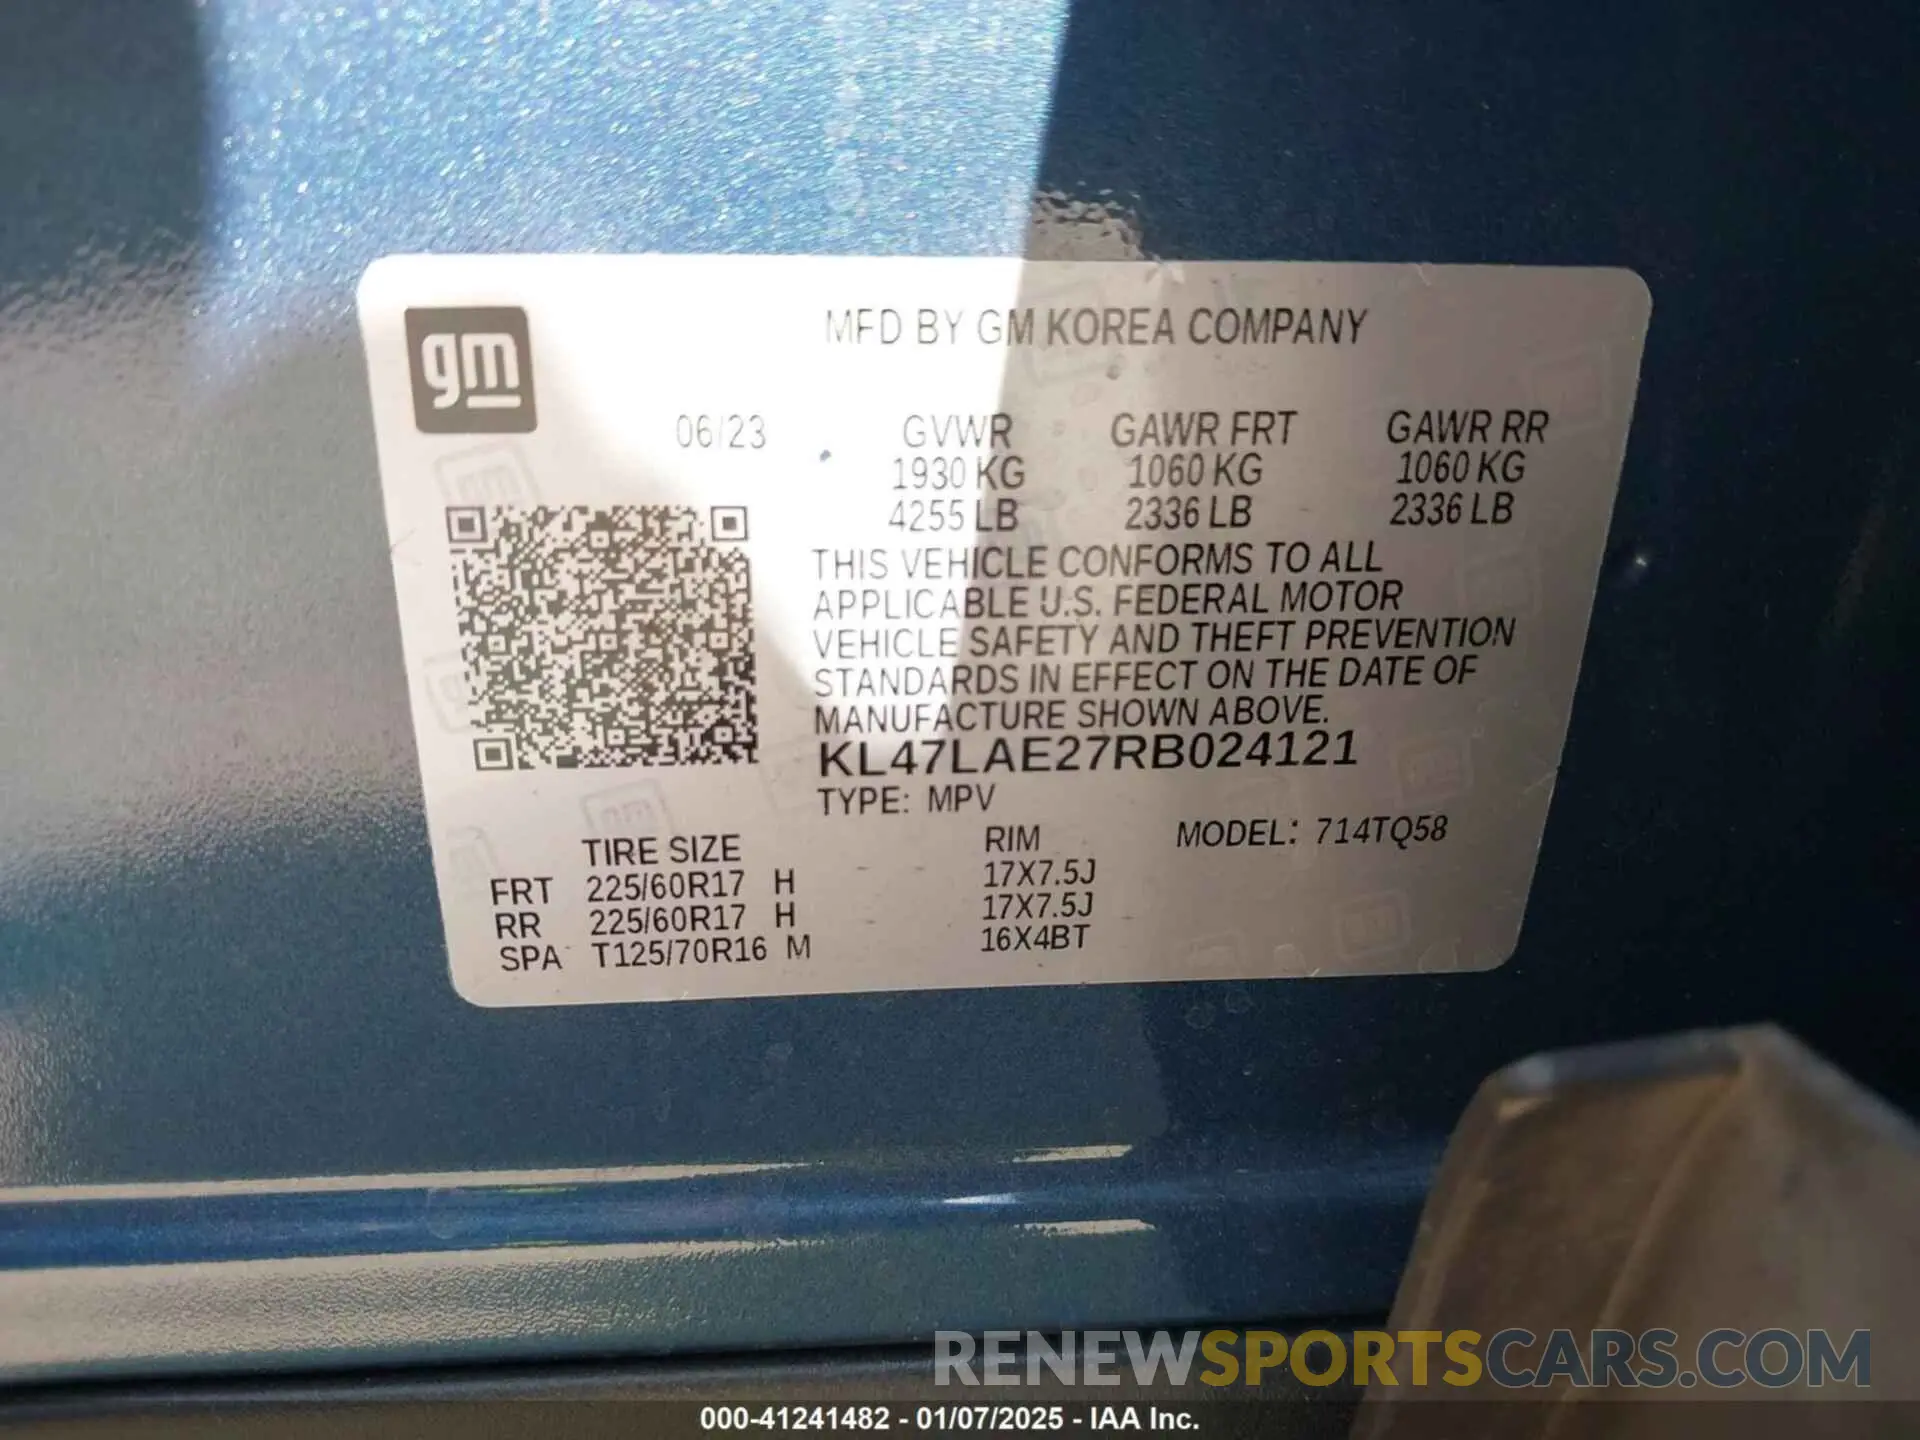 gm
MFD BY GM KOREA COMPANY
06/23 GVWR GAWR FRT GAWR RR
1930 KG 1060 KG 1060 KG
4255 LB 2336 LB 2336 LB
THIS VEHICLE CONFORMS TO ALL
APPLICABLE U.S. FEDERAL MOTOR
VEHICLE SAFETY AND THEFT PREVENTION
STANDARDS IN EFFECT ON THE DATE OF
MANUFACTURE SHOWN ABOVE.
KL47LAE27RB024121
TYPE: MPV
TIRE SIZE RIM MODEL: 714TQ58
FRT 225/60R17 H 17X7.5J
RR 225/60R17 H 17X7.5J
SPA T125/70R16 M 16X4BT
RENEWSPORTSCARS.COM
000-41241482 - 01/07/2025 - IAA Inc.